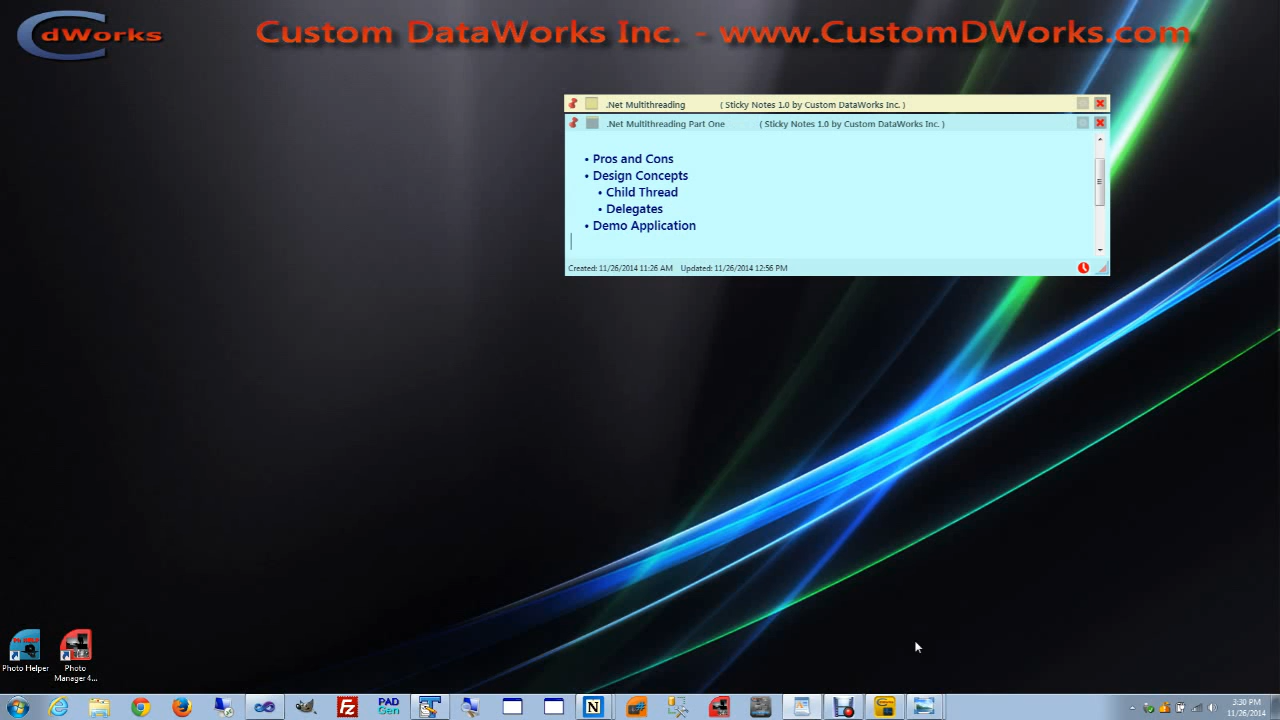 dWorks
Custom DataWorks Inc. - www.CustomDWorks.com
.Net Multithreading ( Sticky Notes 1.0 by Custom DataWorks Inc. )
.Net Multithreading Part One ( Sticky Notes 1.0 by Custom DataWorks Inc. )
• Pros and Cons
• Design Concepts
• Child Thread
• Delegates
• Demo Application
Created: 11/26/2014 11:26 AM Updated: 11/26/2014 12:56 PM
Photo Helper
Photo
Manager 4...
Fz
PAD
Gen
N
3:30 PM
11/26/2014